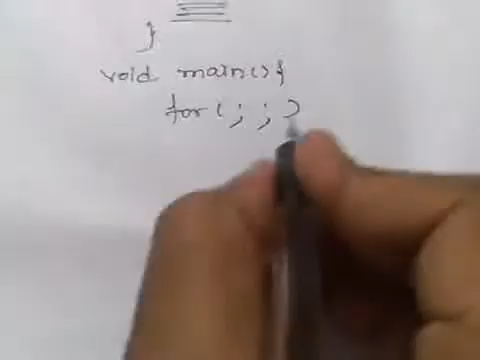 }
void main() {
for ( ; ; )